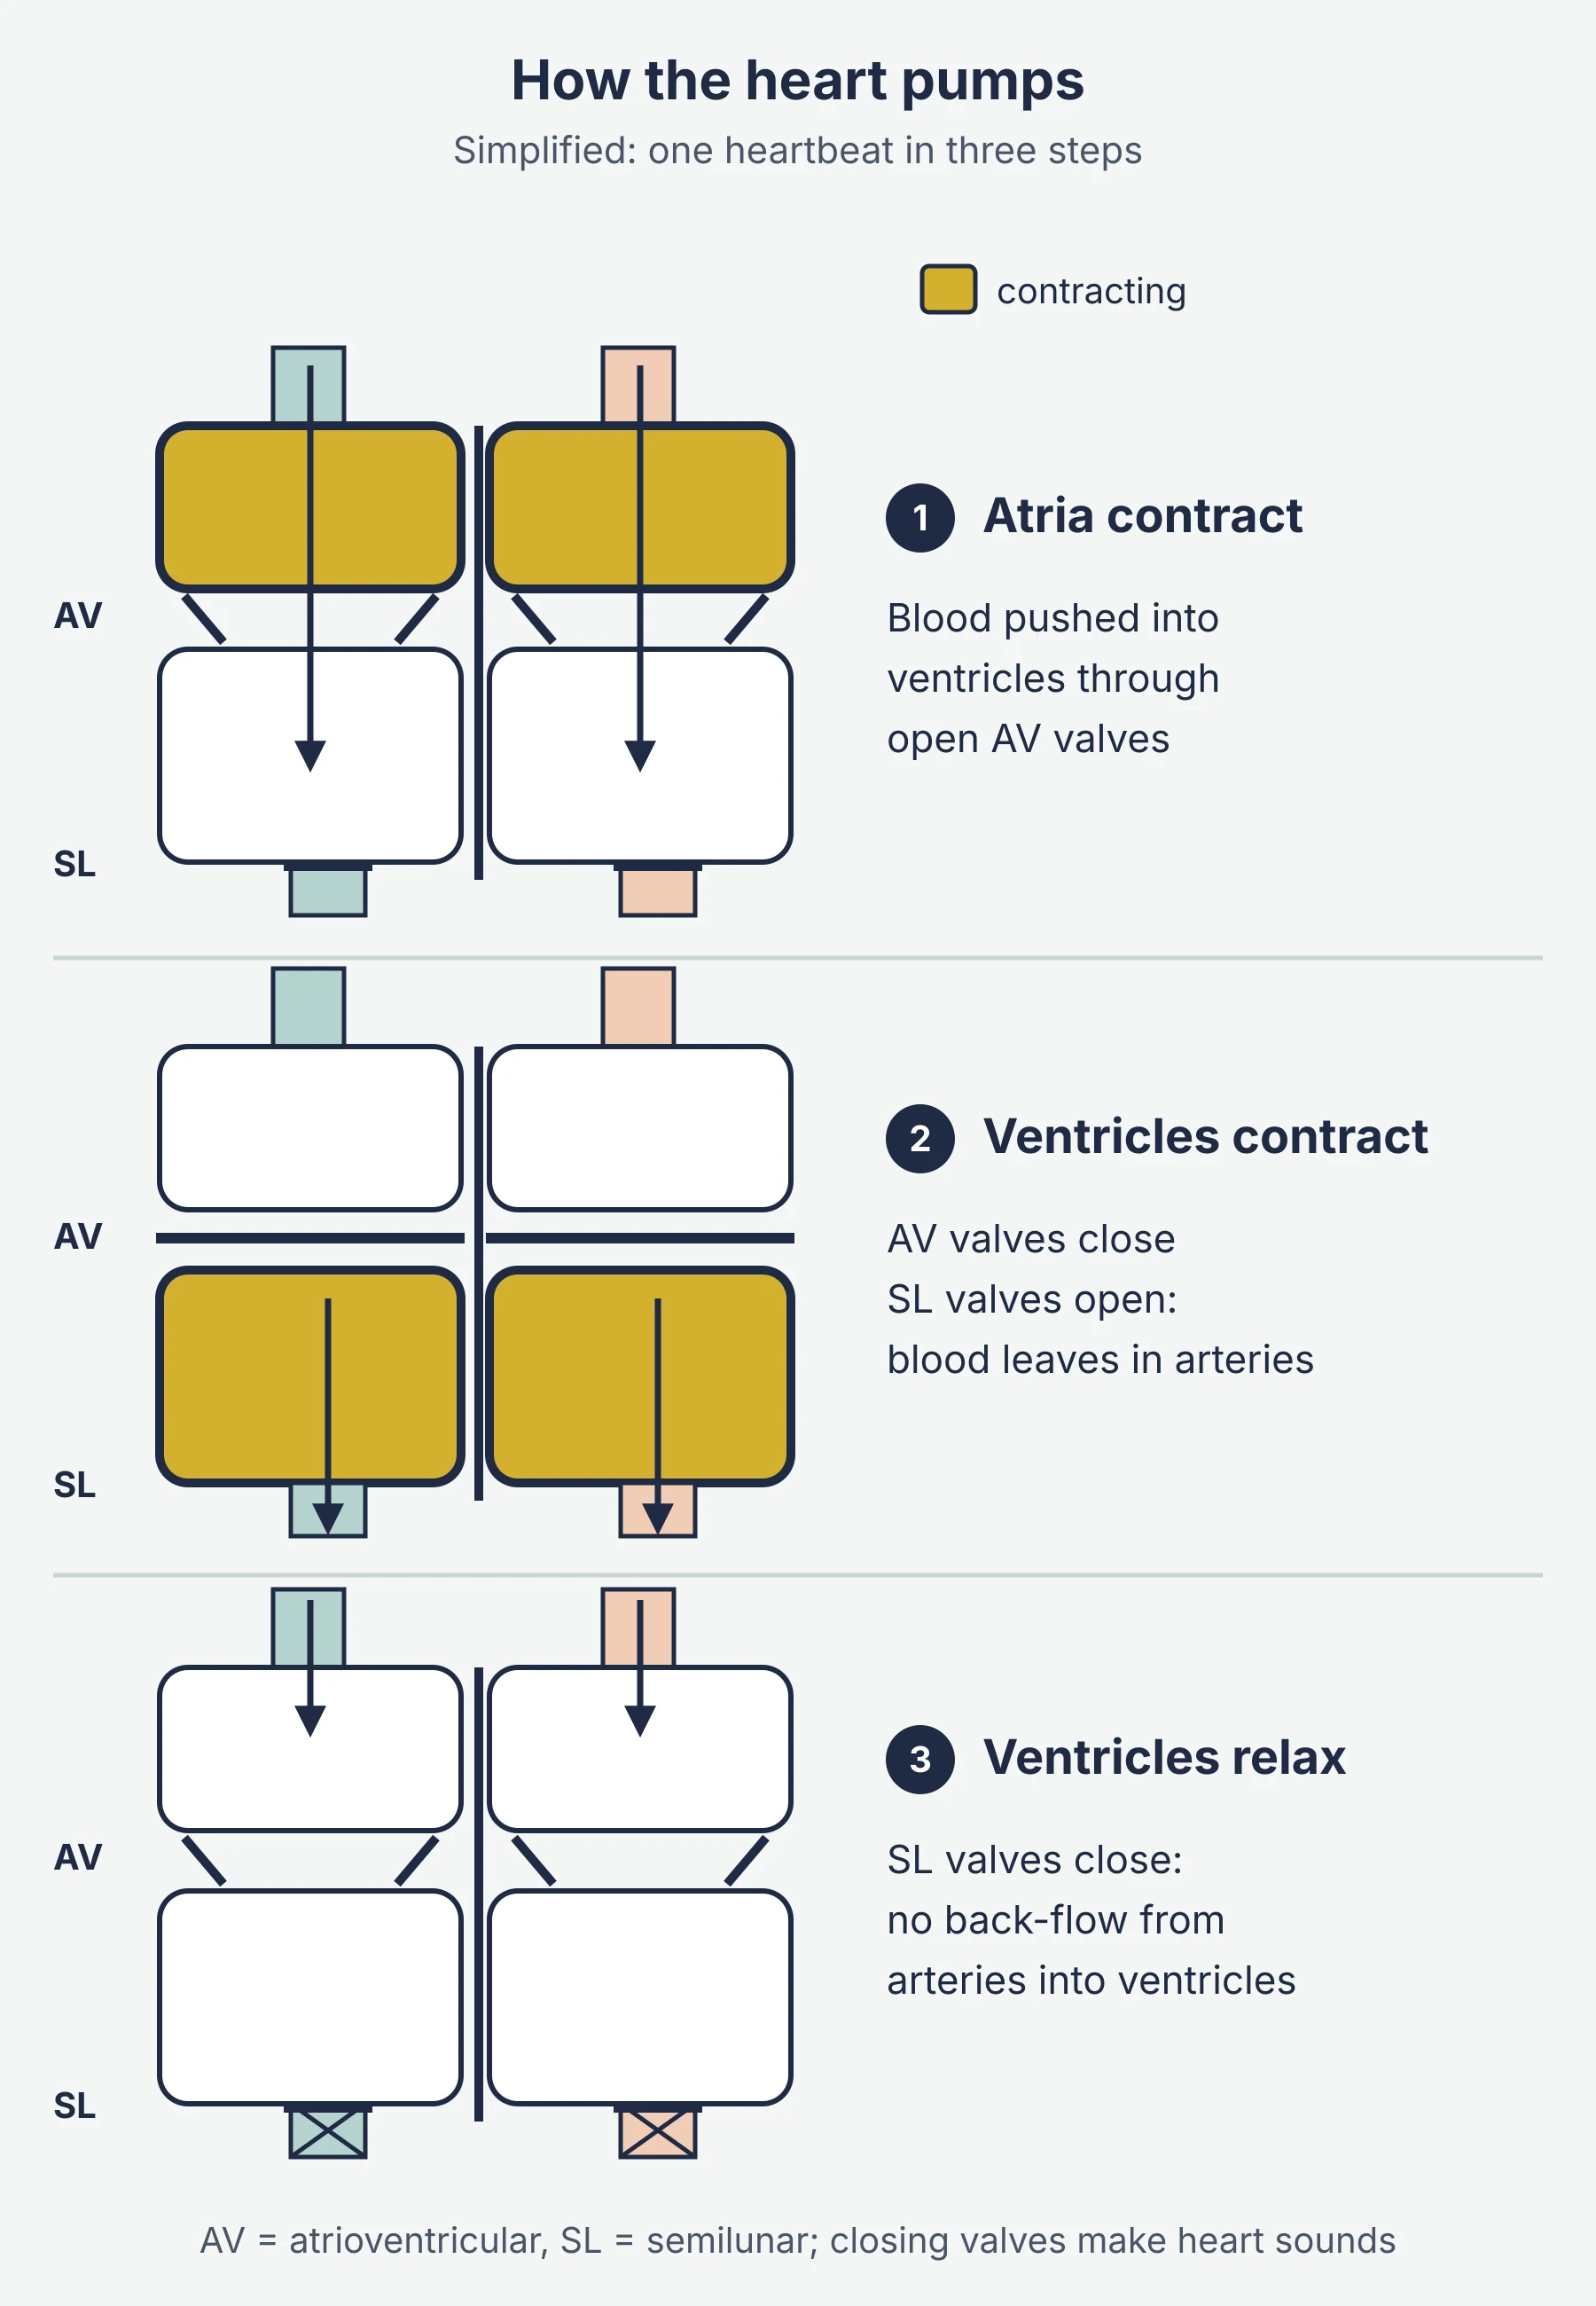 How the heart pumps
Simplified: one heartbeat in three steps
contracting
1 Atria contract
AV
Blood pushed into
ventricles through
open AV valves
SL
2 Ventricles contract
AV
AV valves close
SL valves open:
blood leaves in arteries
SL
3 Ventricles relax
AV
SL valves close:
no back-flow from
arteries into ventricles
SL
AV = atrioventricular, SL = semilunar; closing valves make heart sounds